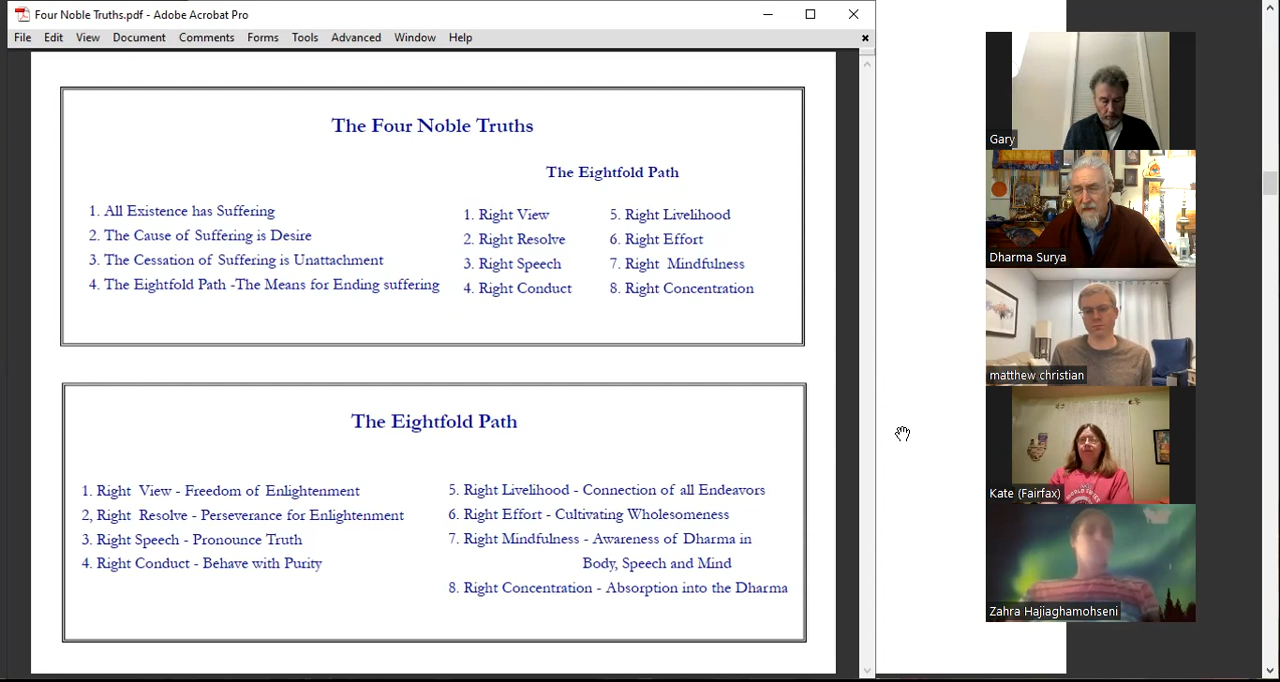 Four Noble Truths.pdf - Adobe Acrobat Pro
File Edit View Document Comments Forms Tools Advanced Window Help
The Four Noble Truths
1. All Existence has Suffering
2. The Cause of Suffering is Desire
3. The Cessation of Suffering is Unattachment
4. The Eightfold Path -The Means for Ending suffering
The Eightfold Path
1. Right View
2. Right Resolve
3. Right Speech
4. Right Conduct
5. Right Livelihood
6. Right Effort
7. Right Mindfulness
8. Right Concentration
The Eightfold Path
1. Right View - Freedom of Enlightenment
2, Right Resolve - Perseverance for Enlightenment
3. Right Speech - Pronounce Truth
4. Right Conduct - Behave with Purity
5. Right Livelihood - Connection of all Endeavors
6. Right Effort - Cultivating Wholesomeness
7. Right Mindfulness - Awareness of Dharma in
Body, Speech and Mind
8. Right Concentration - Absorption into the Dharma
Gary
Dharma Surya
matthew christian
Kate (Fairfax)
Zahra Hajiaghamohseni